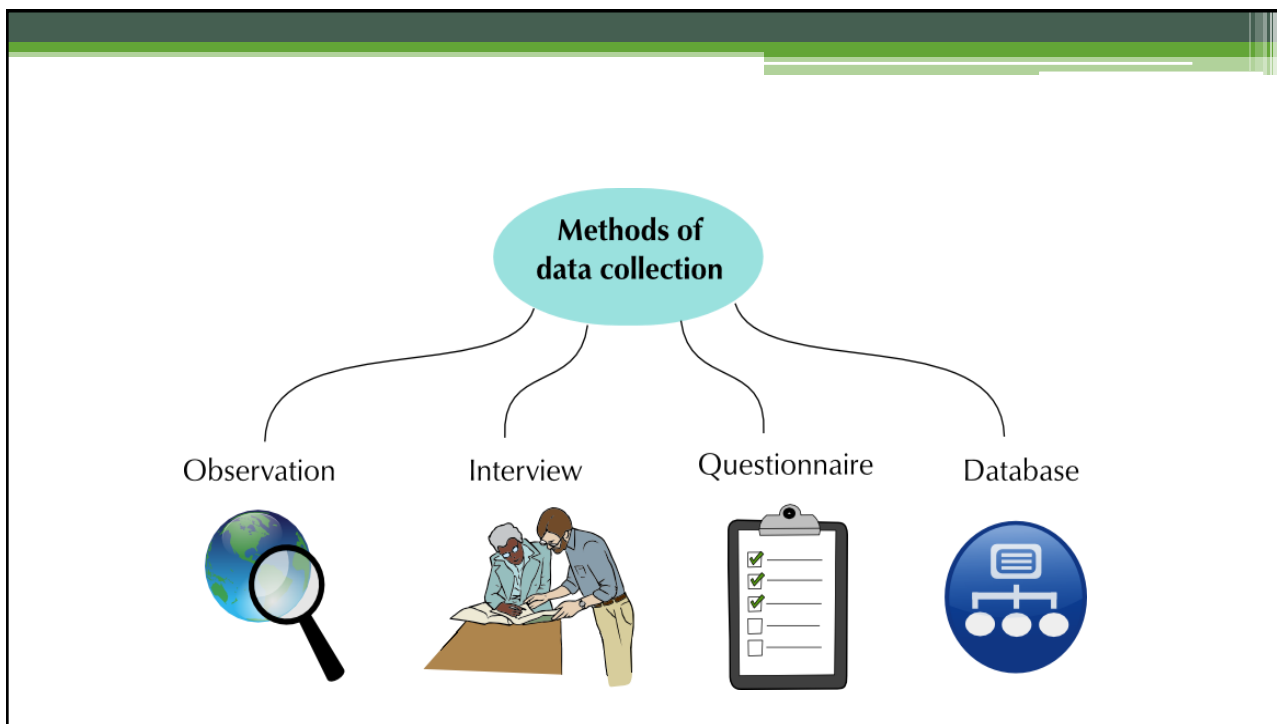 Methods of
data collection
Observation
Interview
Questionnaire
Database